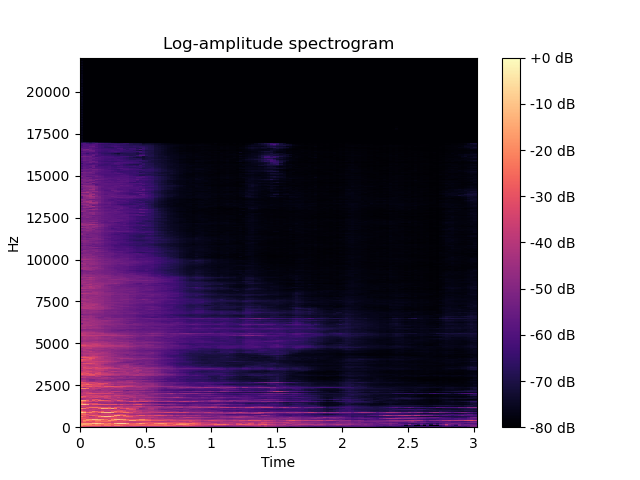 Log-amplitude spectrogram
Hz
20000
17500
15000
12500
10000
7500
5000
2500
0
0
0.5
1
1.5
2
2.5
3
Time
+0 dB
-10 dB
-20 dB
-30 dB
-40 dB
-50 dB
-60 dB
-70 dB
-80 dB